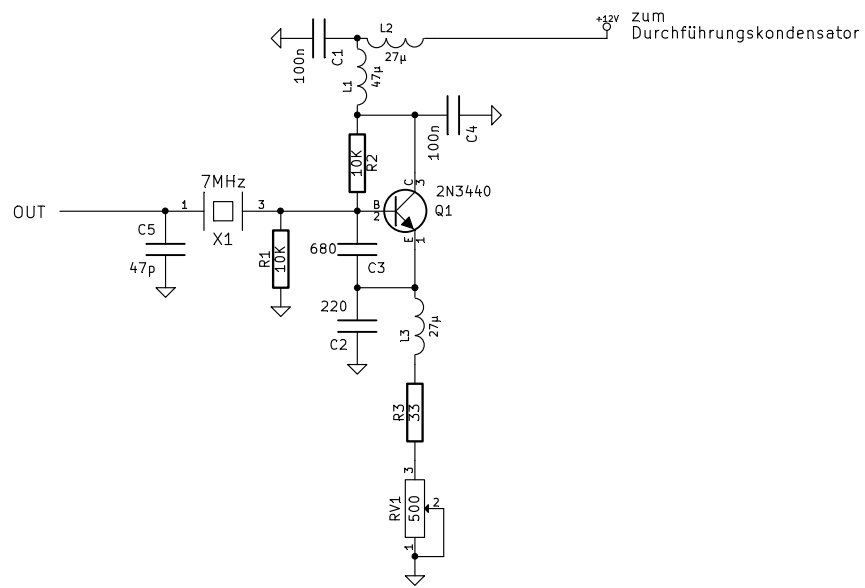 +12V
zum
Durchführungskondensator
L2
27µ
100n
C1
L1
47µ
10K
R2
100n
C4
7MHz
C
3
2N3440
OUT
1
3
B
2
Q1
X1
C5
47p
R1
10K
680
C3
E
1
220
C2
L3
27µ
R3
33
3
RV1
500
2
1